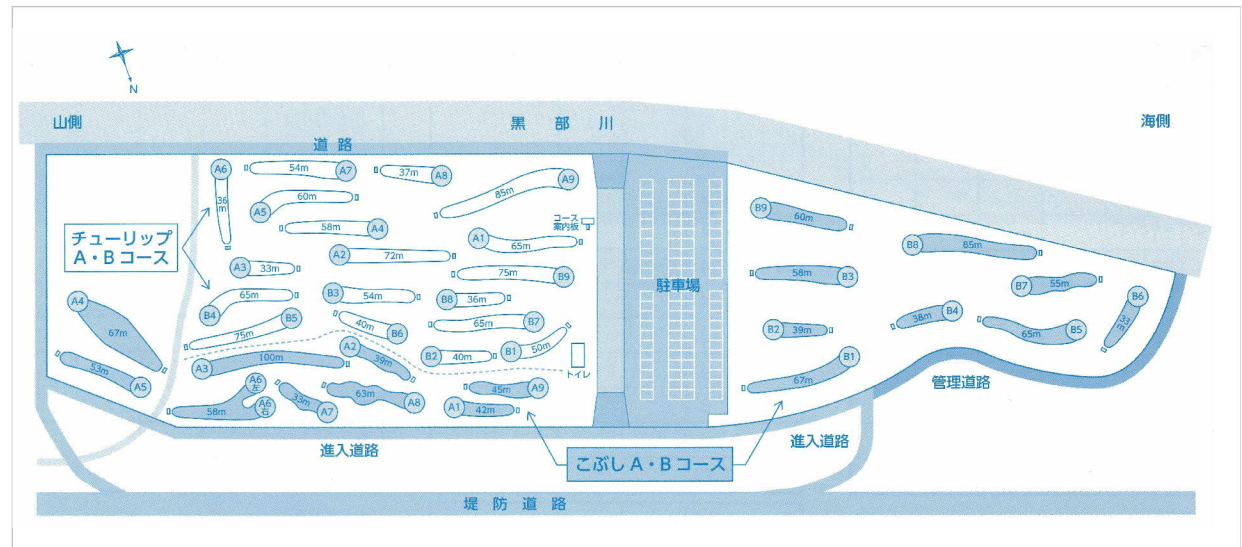 N
山側
黒部川
海側
道路
A6
36m
54m
A7
37m
A8
85m
A9
A5
60m
58m
A4
コース
案内板
A1
65m
A2
72m
チューリップ
A・Bコース
A3
33m
75m
B9
B4
65m
B3
54m
B8
36m
75m
B5
40m
B6
65m
B7
B2
40m
B1
50m
トイレ
A4
67m
53m
A5
A3
100m
A2
39m
A6
左
A6
右
58m
33m
A7
63m
A8
45m
A9
A1
42m
駐車場
B9
60m
B8
85m
58m
B3
B7
55m
B6
33m
B2
39m
38m
B4
65m
B5
B1
67m
管理道路
進入道路
進入道路
こぶしA・Bコース
堤防道路